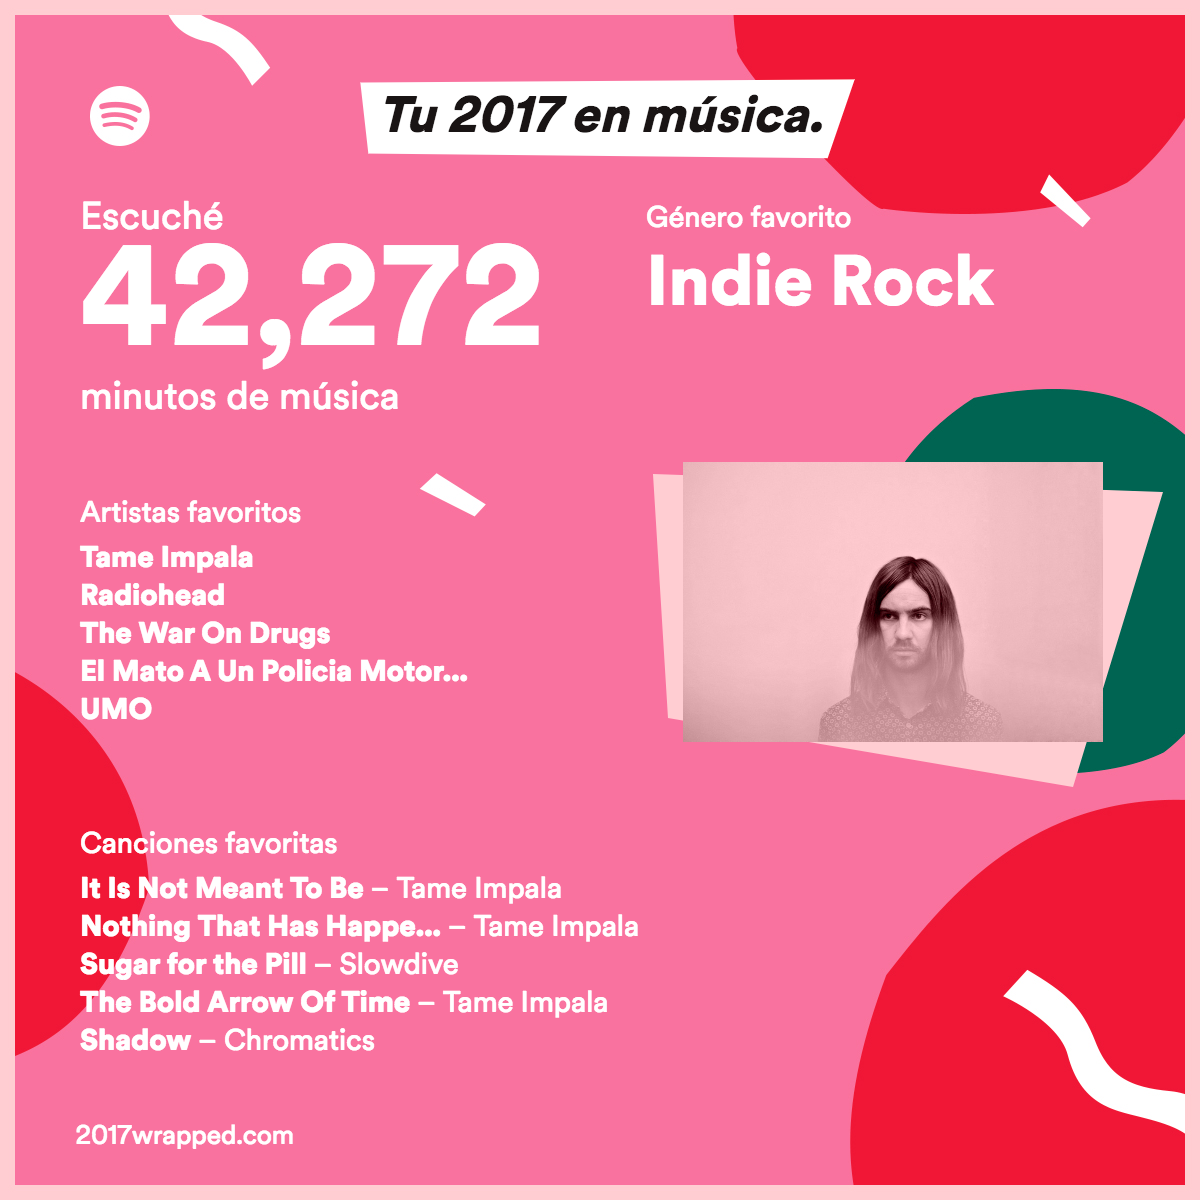 Tu 2017 en música.
Escuché
42,272
minutos de música
Género favorito
Indie Rock
Artistas favoritos
Tame Impala
Radiohead
The War On Drugs
El Mato A Un Policia Motor...
UMO
Canciones favoritas
It Is Not Meant To Be – Tame Impala
Nothing That Has Happe... – Tame Impala
Sugar for the Pill – Slowdive
The Bold Arrow Of Time – Tame Impala
Shadow – Chromatics
2017wrapped.com